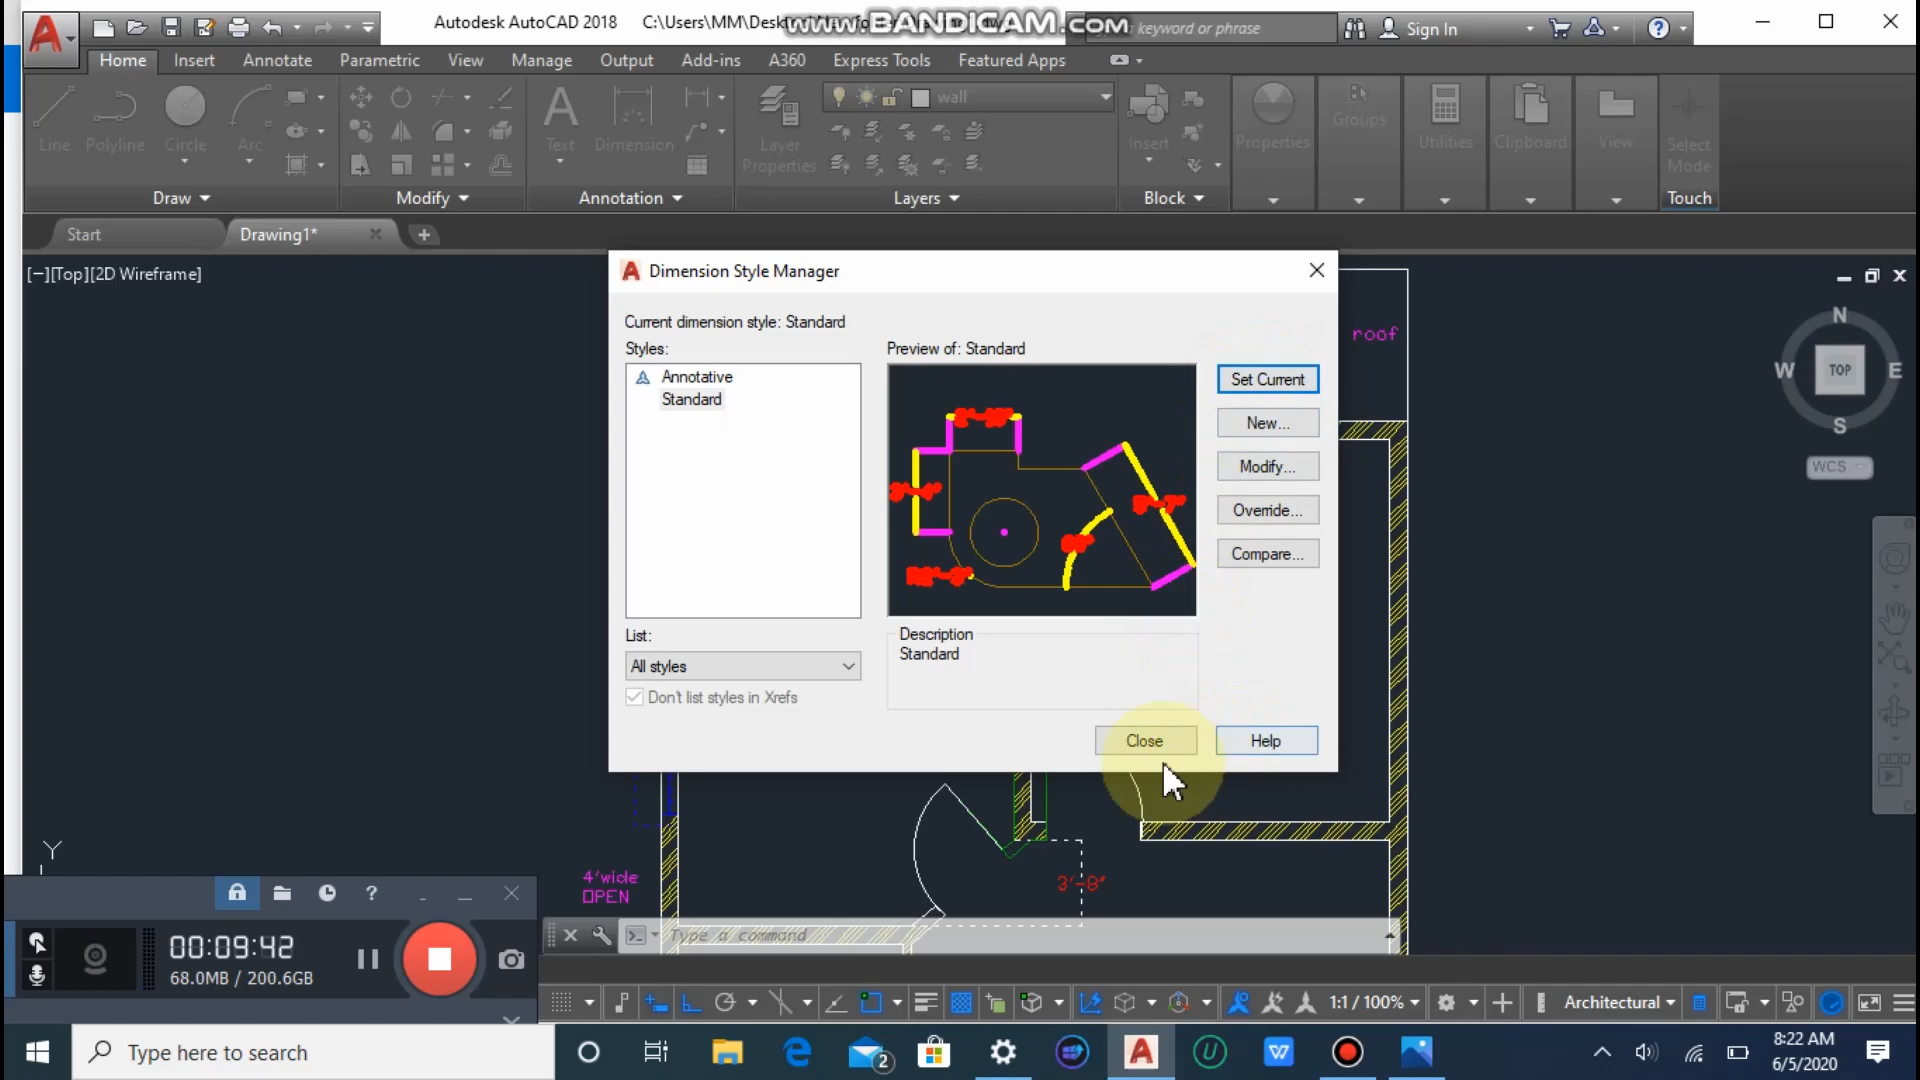 Autodesk AutoCAD 2018
C:\Users\MM\Desk
www.BANDICAM.com
keyword or phrase
Sign In
Home
Insert
Annotate
Parametric
View
Manage
Output
Add-ins
A360
Express Tools
Featured Apps
Line
Polyline
Circle
Arc
Text
Dimension
Layer
Properties
wall
Insert
Properties
Groups
Utilities
Clipboard
View
Select
Mode
Draw
Modify
Annotation
Layers
Block
Touch
Start
Drawing1*
[−][Top][2D Wireframe]
Dimension Style Manager
Current dimension style: Standard
Styles:
Annotative
Standard
Preview of: Standard
Set Current
New...
Modify...
Override...
Compare...
List:
All styles
Don't list styles in Xrefs
Description
Standard
Close
Help
roof
N
W
TOP
E
S
WCS
Y
4'wide
OPEN
3'-8"
Type a command
00:09:42
68.0MB / 200.6GB
1:1 / 100%
Architectural
Type here to search
2
8:22 AM
6/5/2020